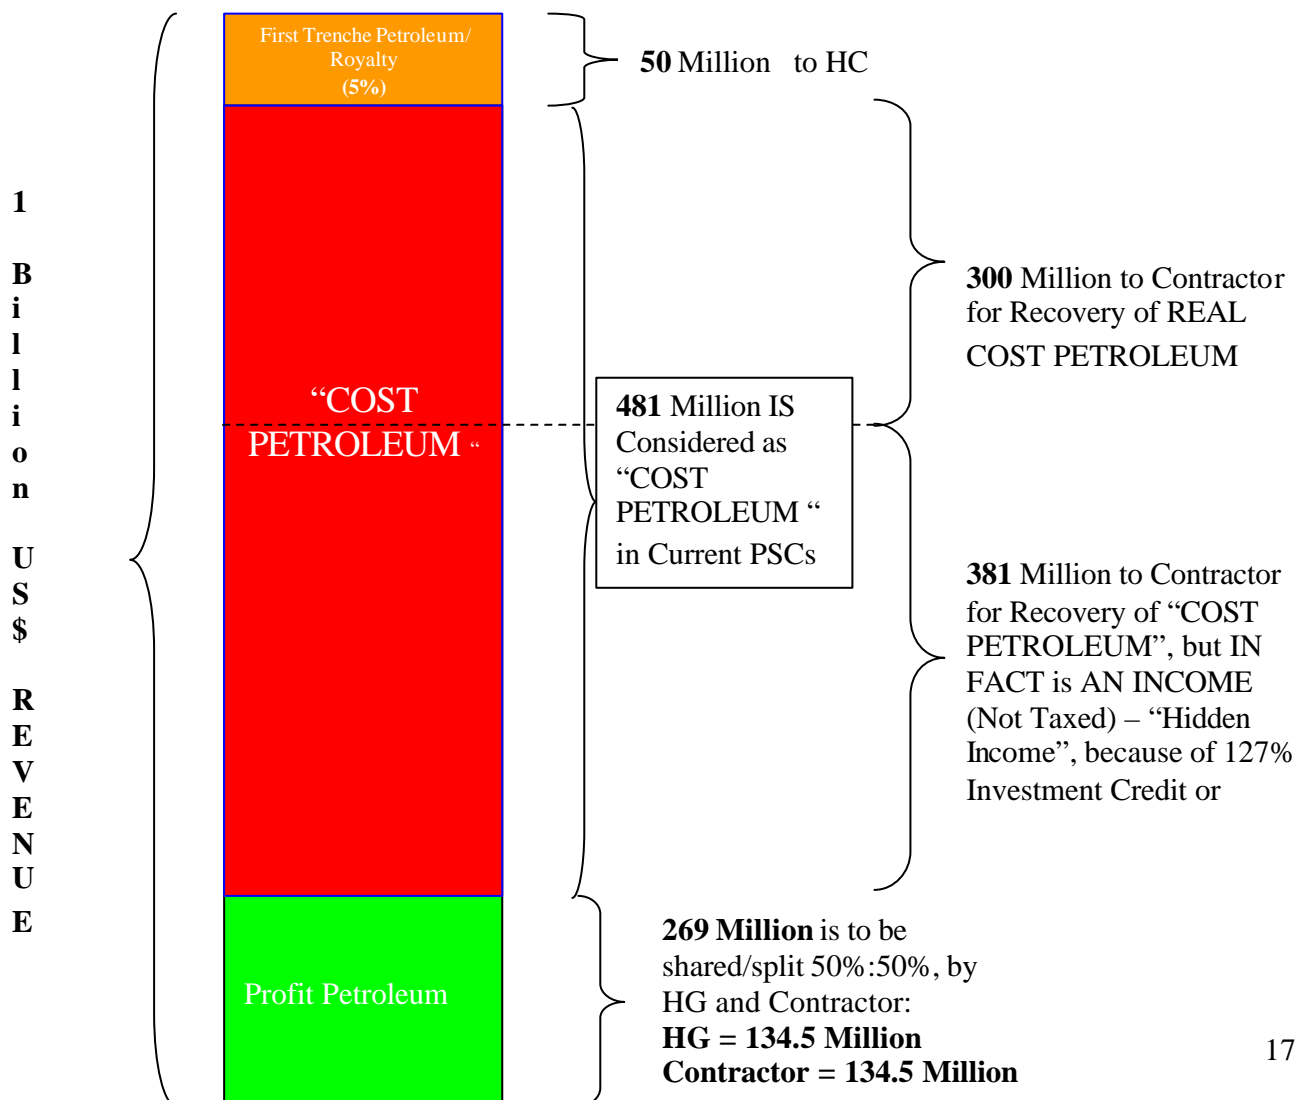 1 Billion US$ REVENUE
First Trenche Petroleum/
Royalty
(5%)
50 Million to HC
“COST
PETROLEUM “
481 Million IS
Considered as
“COST
PETROLEUM “
in Current PSCs
300 Million to Contractor
for Recovery of REAL
COST PETROLEUM
381 Million to Contractor
for Recovery of “COST
PETROLEUM”, but IN
FACT is AN INCOME
(Not Taxed) – “Hidden
Income”, because of 127%
Investment Credit or
Profit Petroleum
269 Million is to be
shared/split 50%:50%, by
HG and Contractor:
HG = 134.5 Million
Contractor = 134.5 Million
17